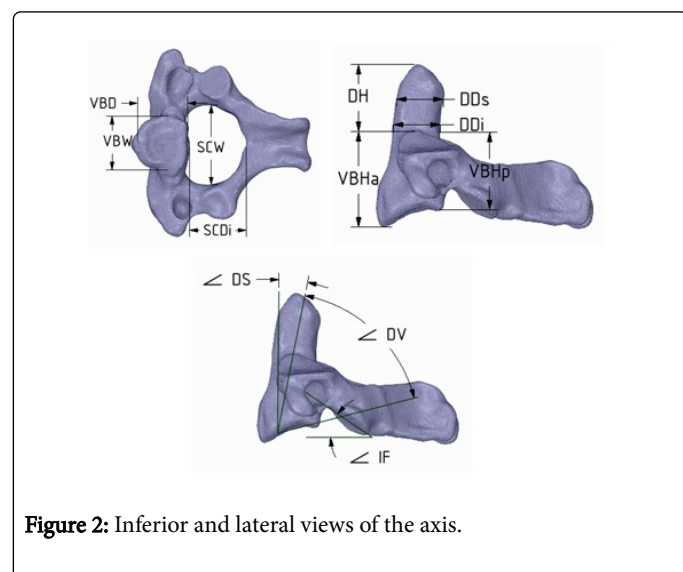 VBD
VBW
SCW
SCDi
DH
DDs
DDi
VBHa
VBHp
∠ DS
∠ DV
∠ IF
Figure 2: Inferior and lateral views of the axis.